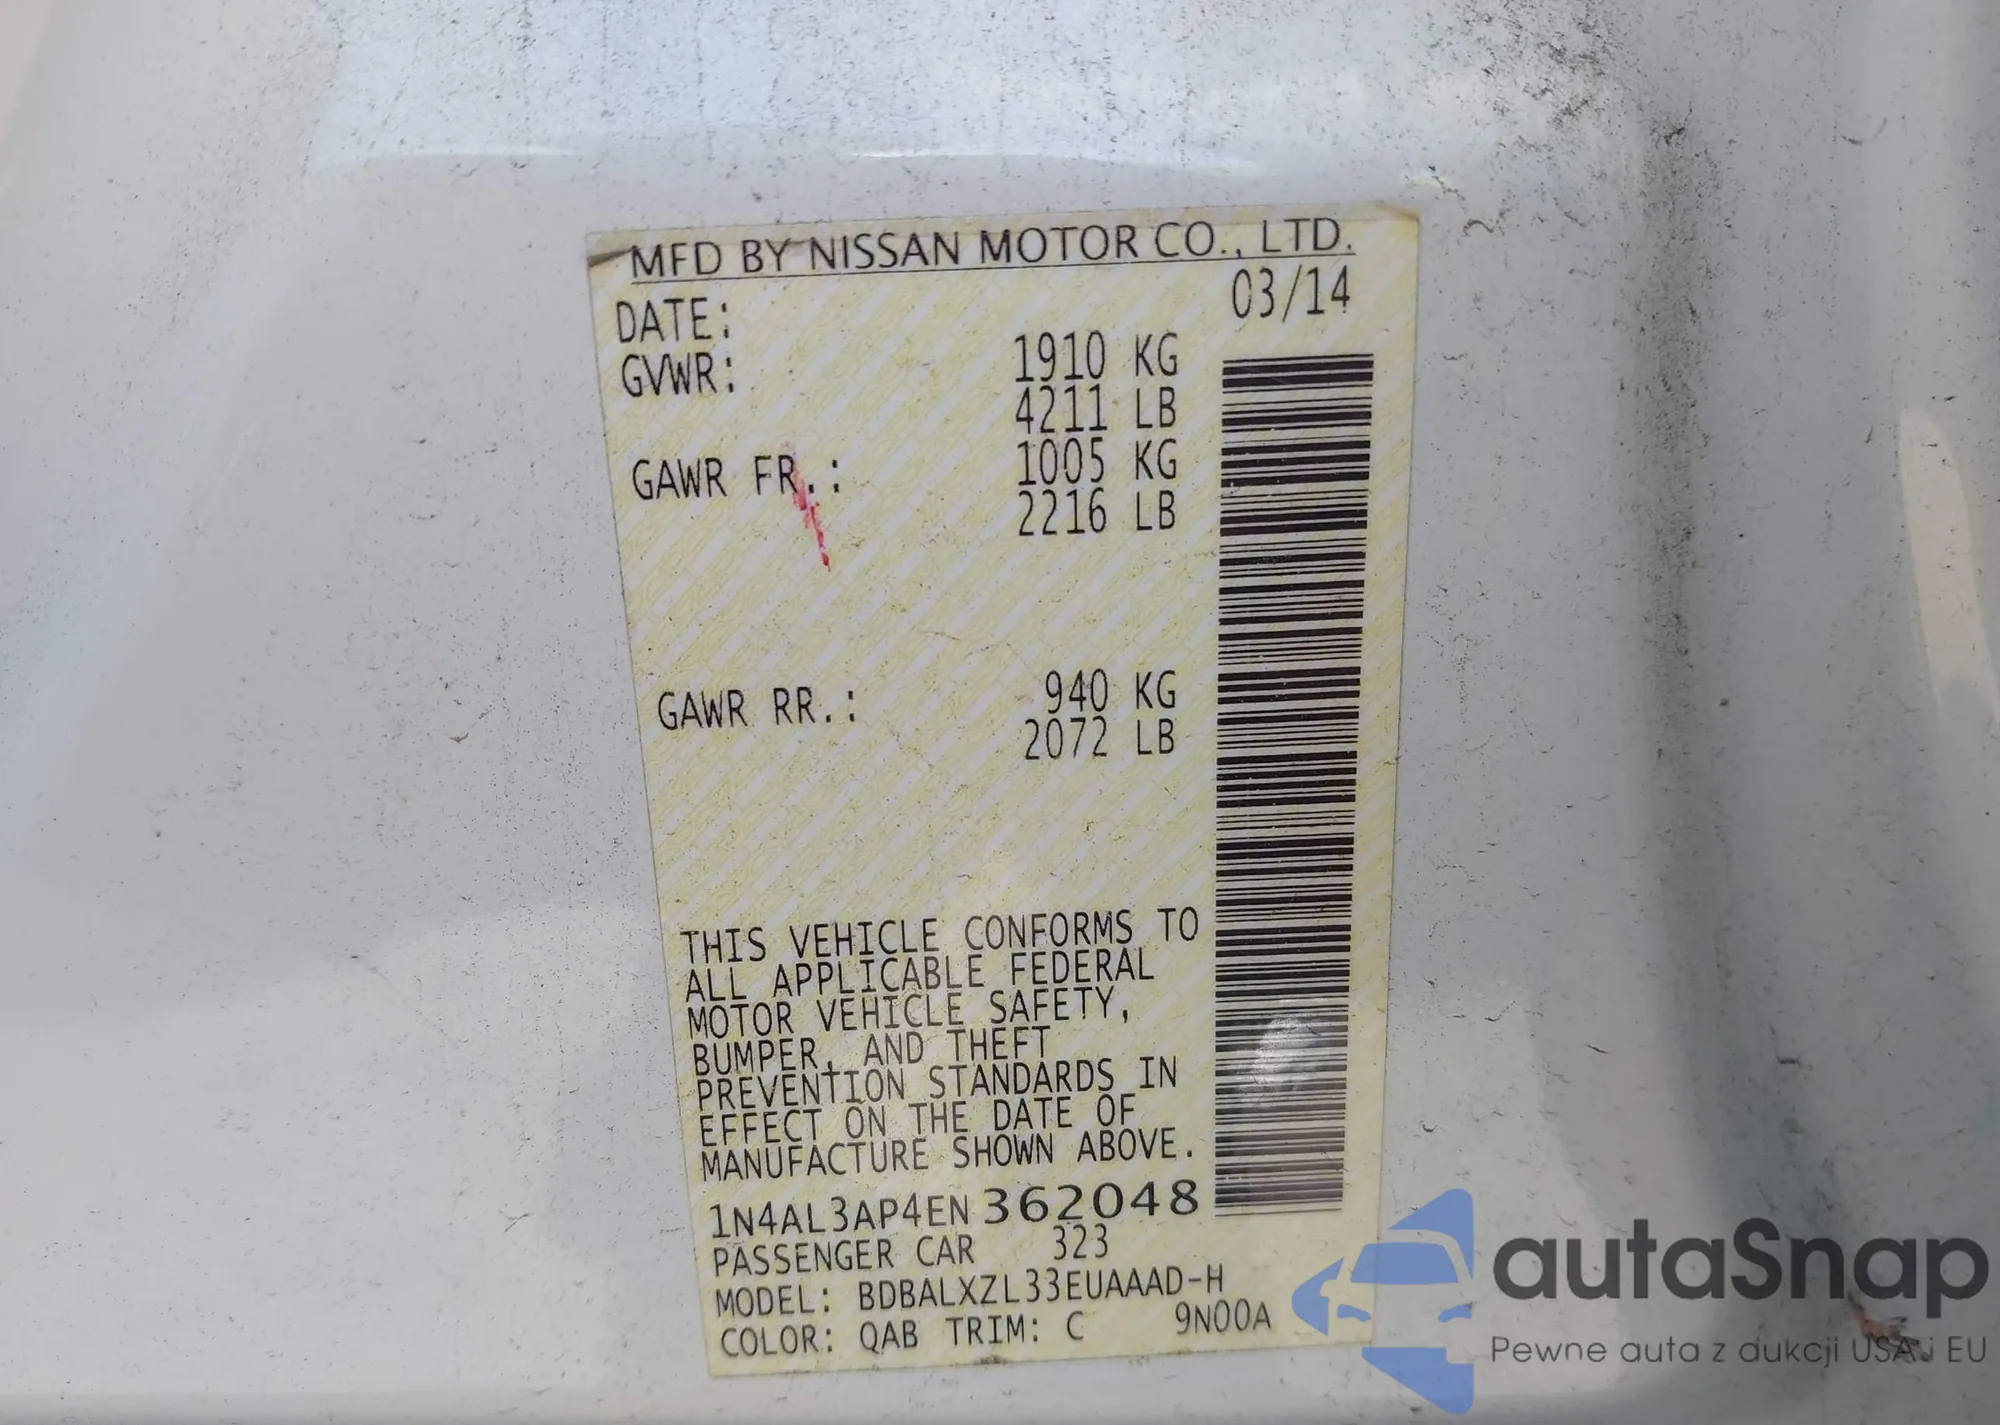 MFD BY NISSAN MOTOR CO., LTD.
DATE: 03/14
GVWR: 1910 KG
4211 LB
GAWR FR.: 1005 KG
2216 LB
GAWR RR.: 940 KG
2072 LB
THIS VEHICLE CONFORMS TO
ALL APPLICABLE FEDERAL
MOTOR VEHICLE SAFETY,
BUMPER, AND THEFT
PREVENTION STANDARDS IN
EFFECT ON THE DATE OF
MANUFACTURE SHOWN ABOVE.
1N4AL3AP4EN362048
PASSENGER CAR 323
MODEL: BDBALXZL33EUAAAD-H
COLOR: QAB TRIM: C 9N00A
autaSnap
Pewne auta z dukcji USA i EU